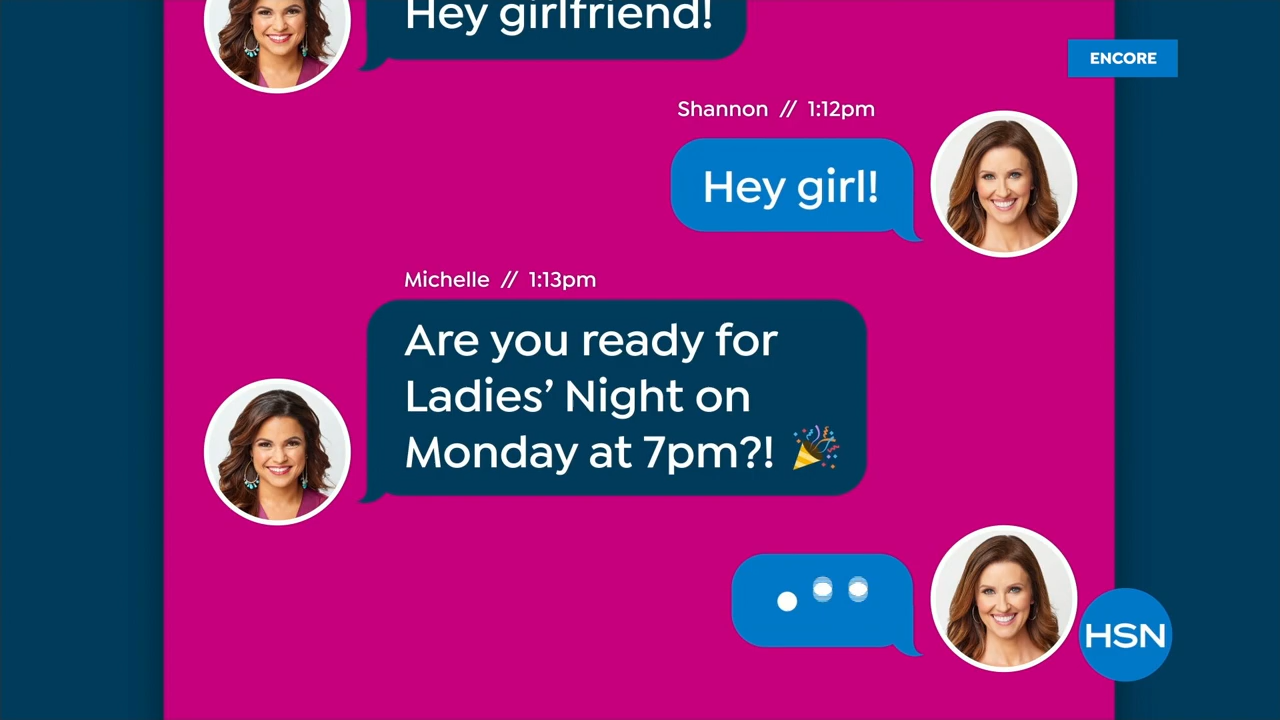 Hey girlfriend!
ENCORE
Shannon // 1:12pm
Hey girl!
Michelle // 1:13pm
Are you ready for
Ladies’ Night on
Monday at 7pm?! 🎉
HSN